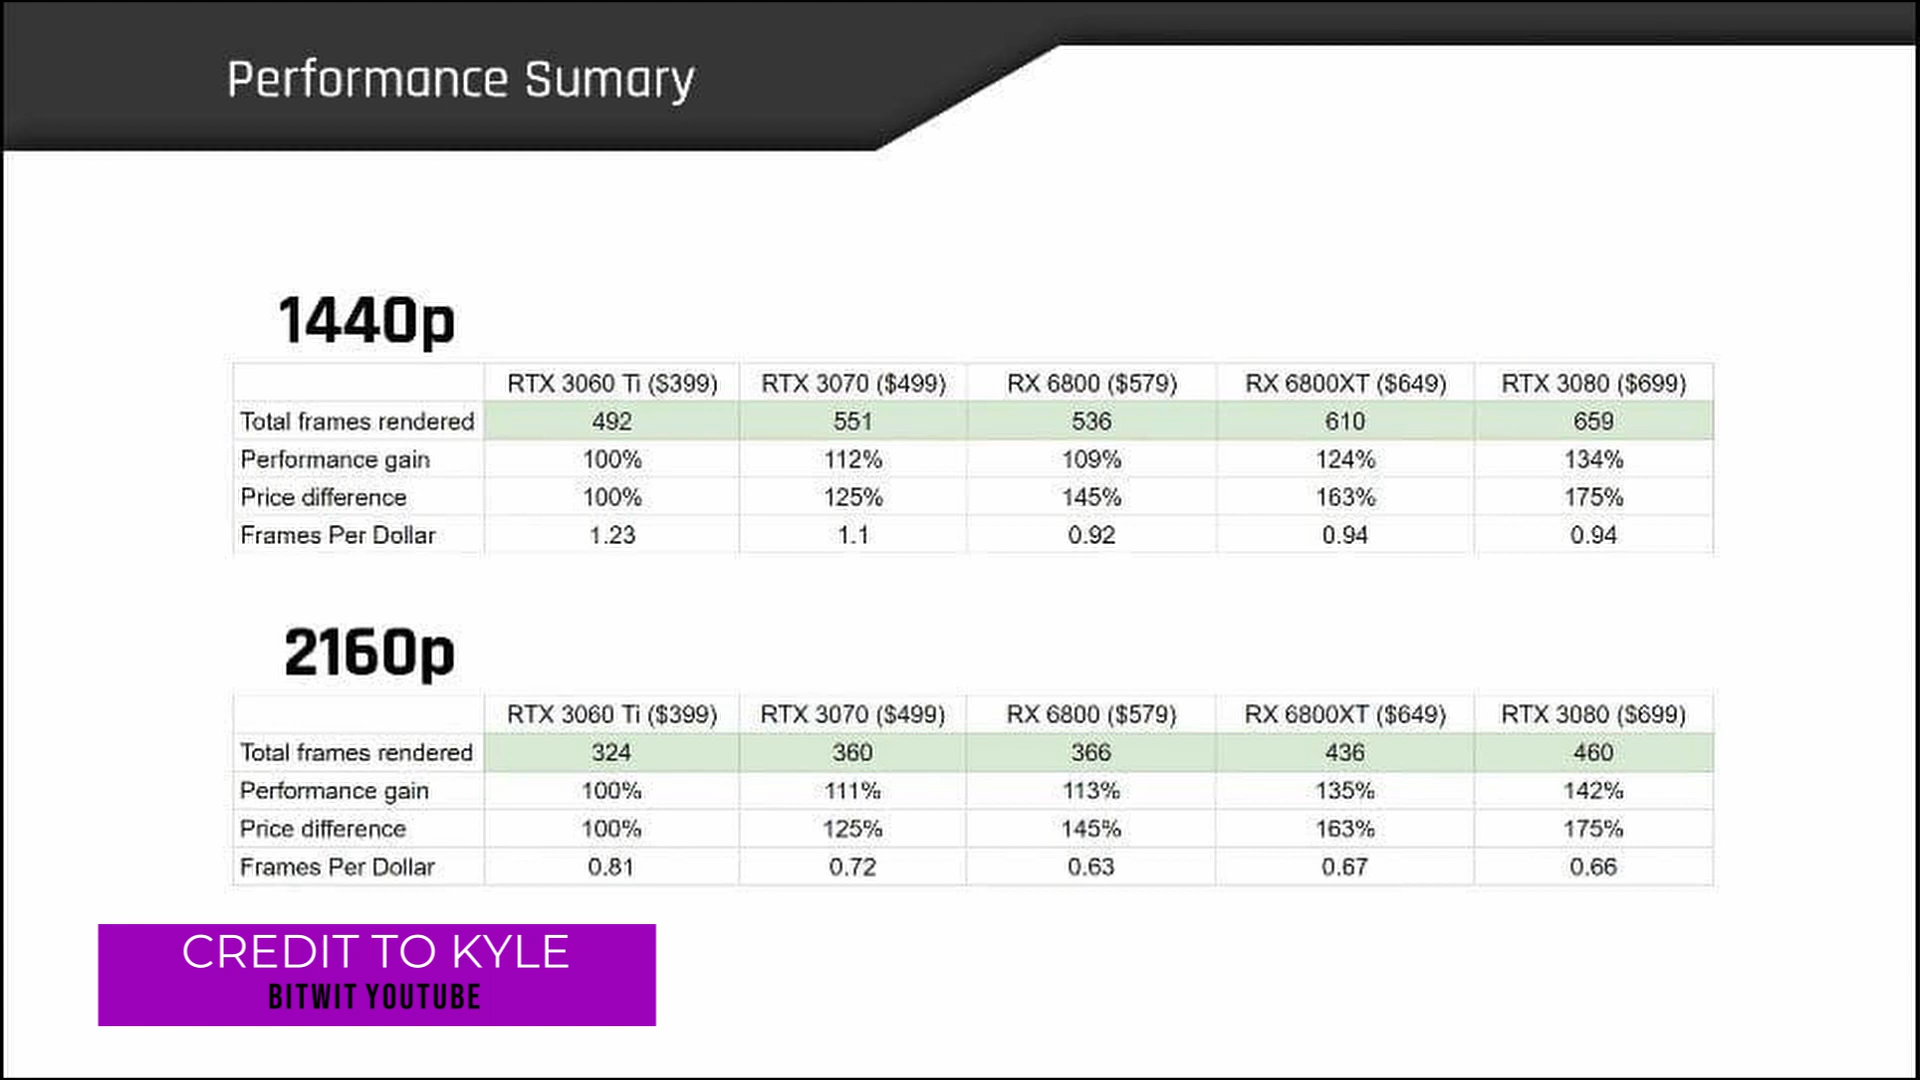 Performance Sumary
1440p
RTX 3060 Ti ($399) RTX 3070 ($499) RX 6800 ($579) RX 6800XT ($649) RTX 3080 ($699)
Total frames rendered 492 551 536 610 659
Performance gain 100% 112% 109% 124% 134%
Price difference 100% 125% 145% 163% 175%
Frames Per Dollar 1.23 1.1 0.92 0.94 0.94
2160p
RTX 3060 Ti ($399) RTX 3070 ($499) RX 6800 ($579) RX 6800XT ($649) RTX 3080 ($699)
Total frames rendered 324 360 366 436 460
Performance gain 100% 111% 113% 135% 142%
Price difference 100% 125% 145% 163% 175%
Frames Per Dollar 0.81 0.72 0.63 0.67 0.66
CREDIT TO KYLE
BITWIT YOUTUBE